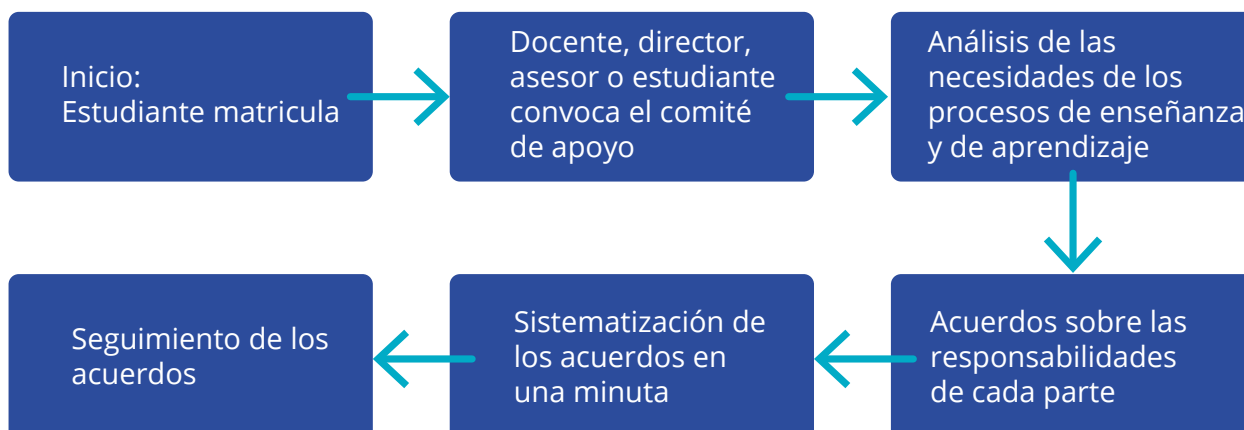 Inicio:
Estudiante matricula
Docente, director,
asesor o estudiante
convoca el comité
de apoyo
Análisis de las
necesidades de los
procesos de enseñanza
y de aprendizaje
Acuerdos sobre las
responsabilidades
de cada parte
Sistematización de
los acuerdos en
una minuta
Seguimiento de los
acuerdos